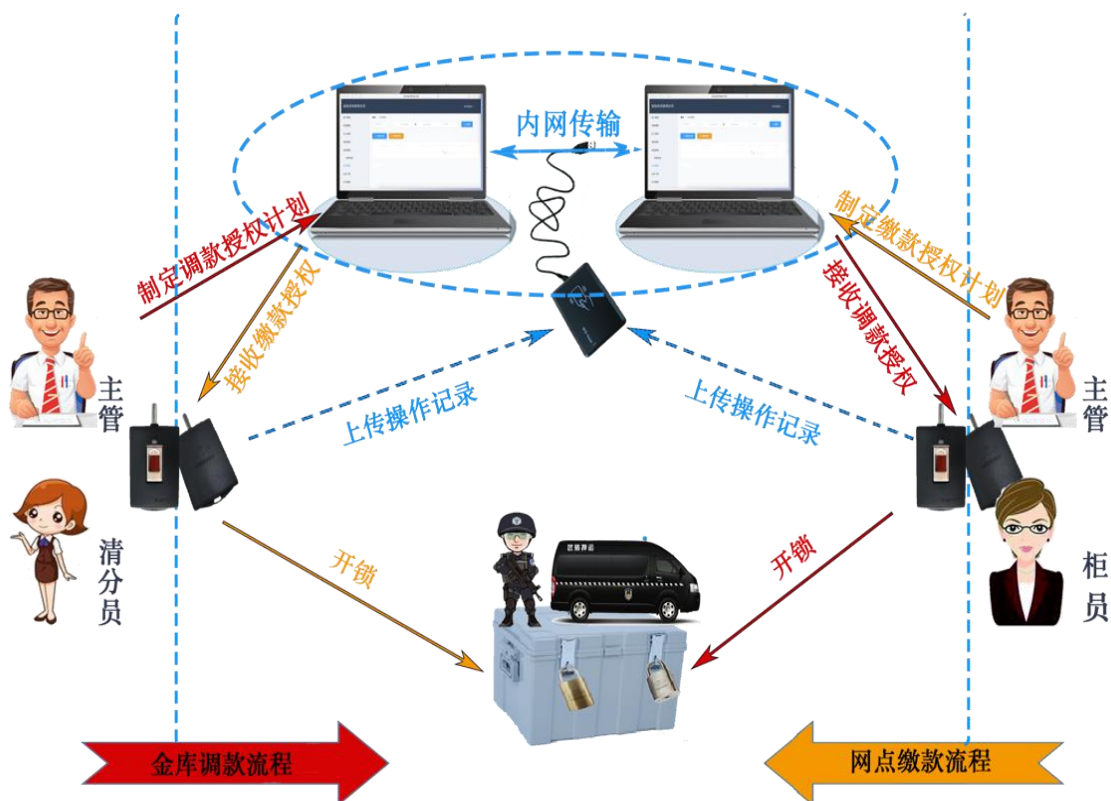 内网传输
制定调款授权计划
制定缴款授权计划
接收缴款授权
接收调款授权
主管
主管
上传操作记录
上传操作记录
清分员
柜员
开锁
开锁
金库调款流程
网点缴款流程